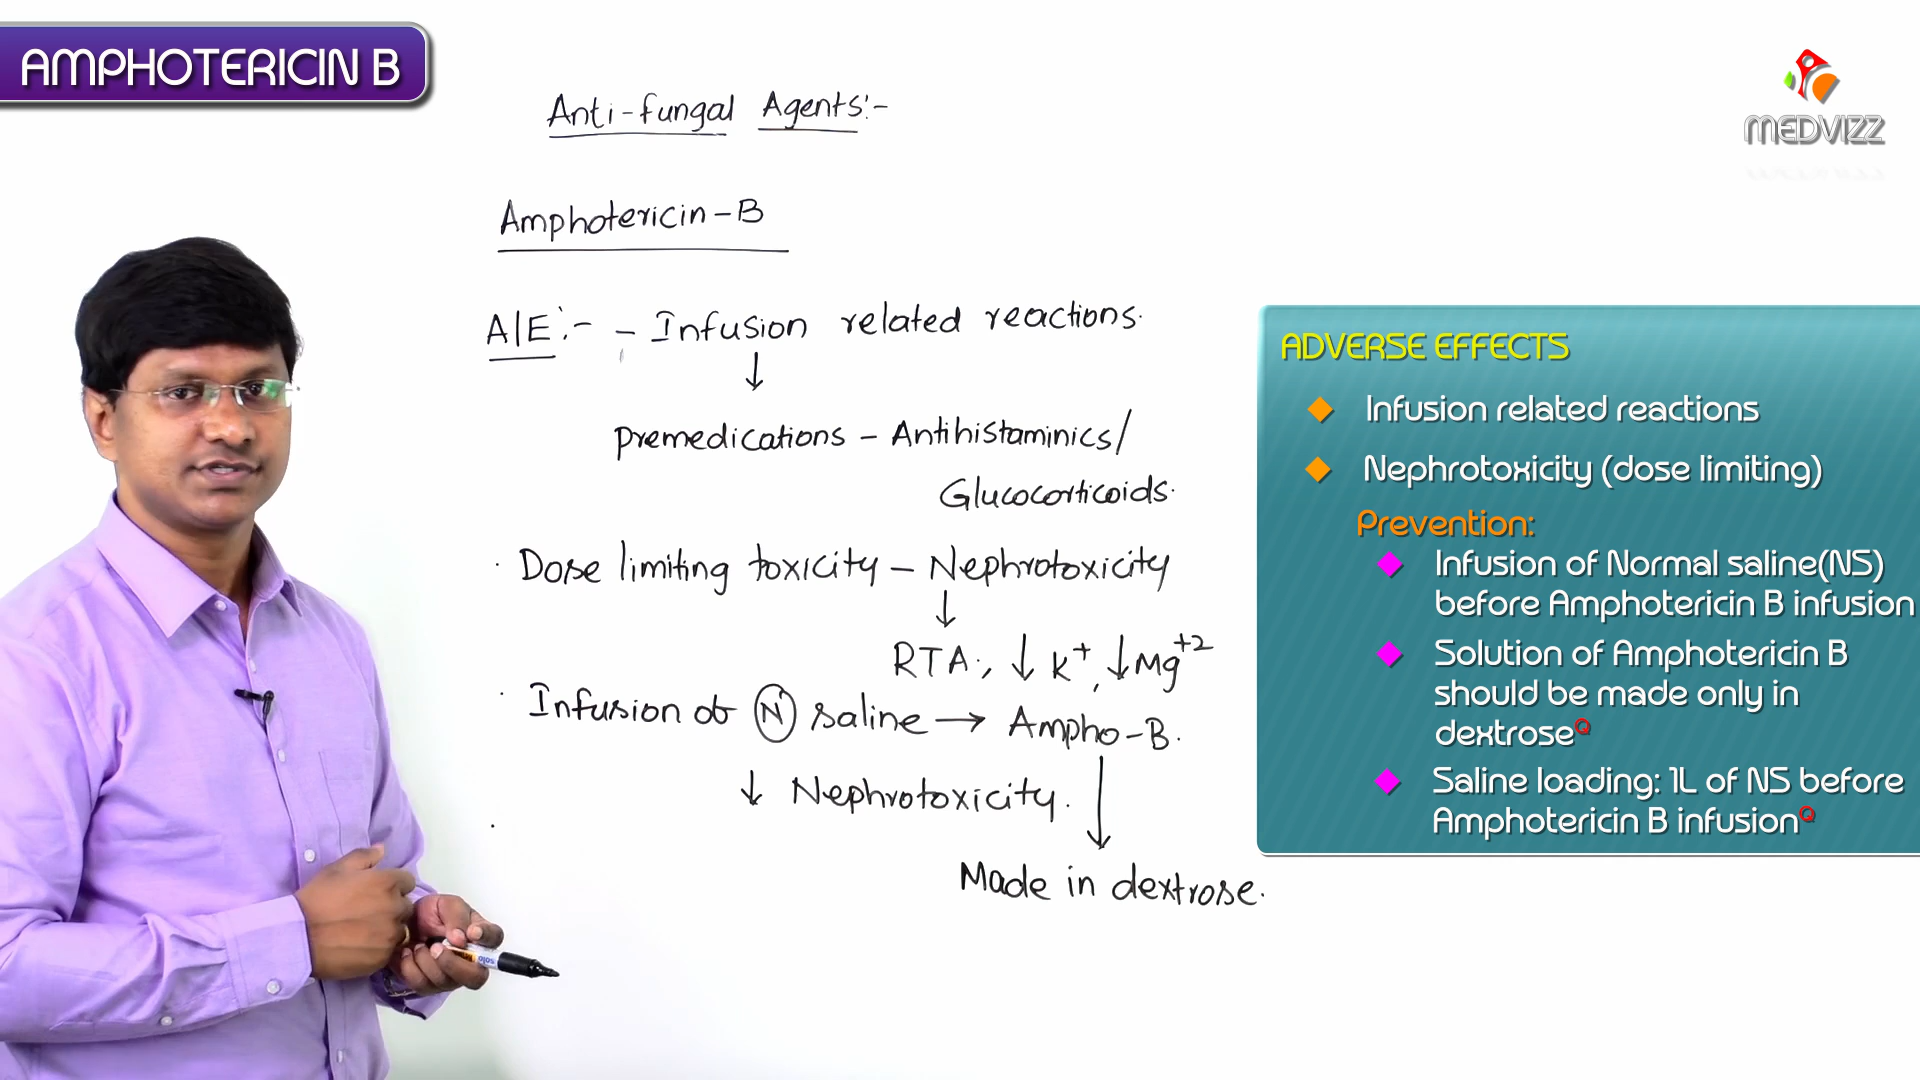 AMPHOTERICIN B
MEDVIZZ
Anti-fungal Agents:-
Amphotericin-B
A/E:- - Infusion related reactions.
↓
premedications - Antihistaminics/
Glucocorticoids.
. Dose limiting toxicity - Nephrotoxicity
↓
RTA., ↓ K+, ↓Mg+2
. Infusion of (N) saline → Ampho-B.
↓ Nephrotoxicity. ↓
Made in dextrose.
ADVERSE EFFECTS
Infusion related reactions
Nephrotoxicity (dose limiting)
Prevention:
Infusion of Normal saline(NS)
before Amphotericin B infusion
Solution of Amphotericin B
should be made only in
dextroseQ
Saline loading: 1L of NS before
Amphotericin B infusionQ
solo